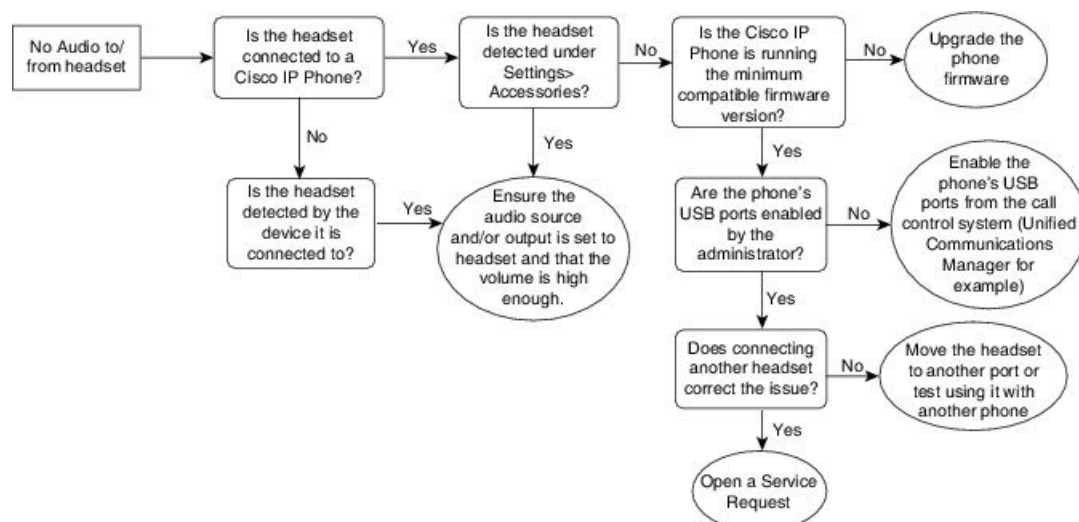 No Audio to/
from headset
Is the headset
connected to a
Cisco IP Phone?
Yes
Is the headset
detected under
Settings>
Accessories?
No
Is the Cisco IP
Phone is running
the minimum
compatible firmware
version?
No
Upgrade the
phone
firmware
No
Yes
Yes
Is the headset
detected by the
device it is
connected to?
Yes
Ensure the
audio source
and/or output is set to
headset and that the
volume is high
enough.
Are the phone's
USB ports enabled
by the
administrator?
No
Enable the
phone's USB
ports from the call
control system (Unified
Communications
Manager for
example)
Yes
Does connecting
another headset
correct the issue?
No
Move the headset
to another port or
test using it with
another phone
Yes
Open a Service
Request